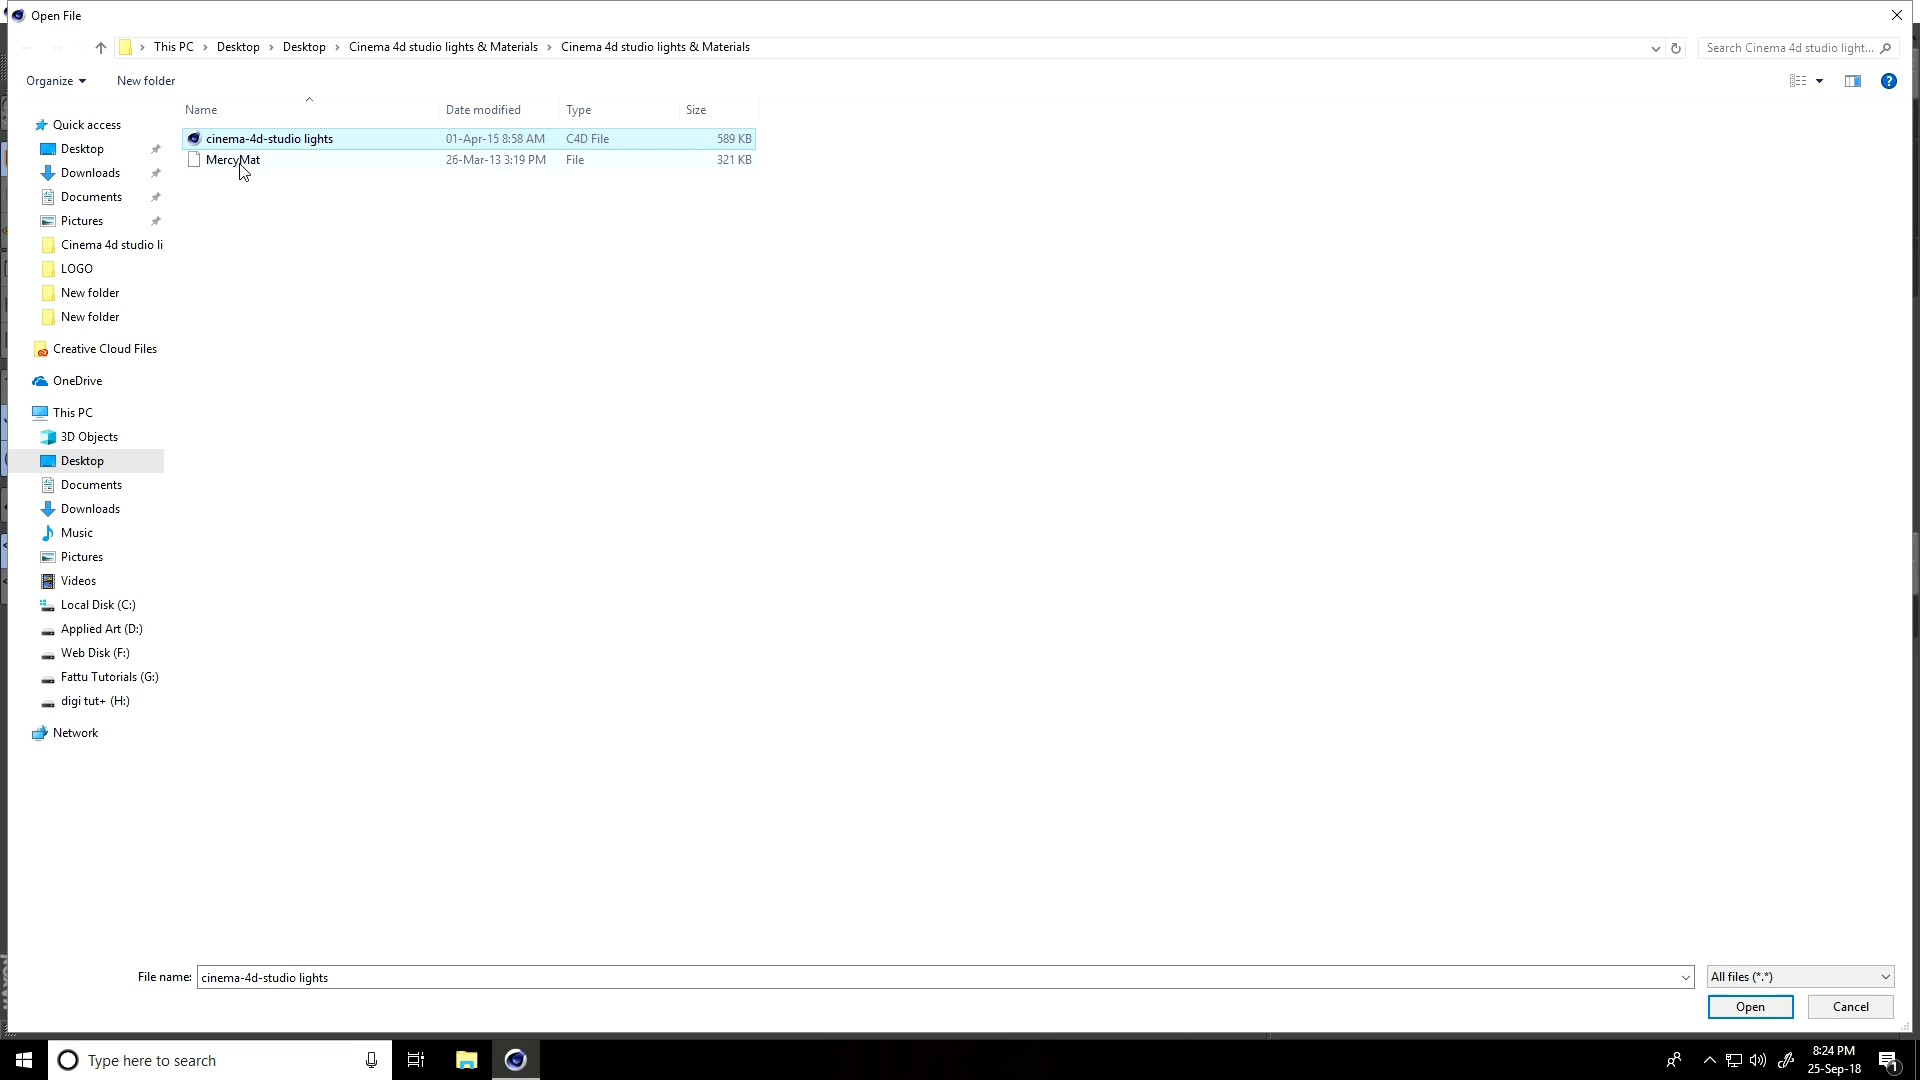 Open File
This PC > Desktop > Desktop > Cinema 4d studio lights & Materials > Cinema 4d studio lights & Materials
Search Cinema 4d studio light...
Organize
New folder
Name Date modified Type Size
cinema-4d-studio lights 01-Apr-15 8:58 AM C4D File 589 KB
MercyMat 26-Mar-13 3:19 PM File 321 KB
Quick access
Desktop
Downloads
Documents
Pictures
Cinema 4d studio li
LOGO
New folder
New folder
Creative Cloud Files
OneDrive
This PC
3D Objects
Desktop
Documents
Downloads
Music
Pictures
Videos
Local Disk (C:)
Applied Art (D:)
Web Disk (F:)
Fattu Tutorials (G:)
digi tut+ (H:)
Network
File name: cinema-4d-studio lights
All files (*.*)
Open Cancel
Type here to search
8:24 PM
25-Sep-18
1